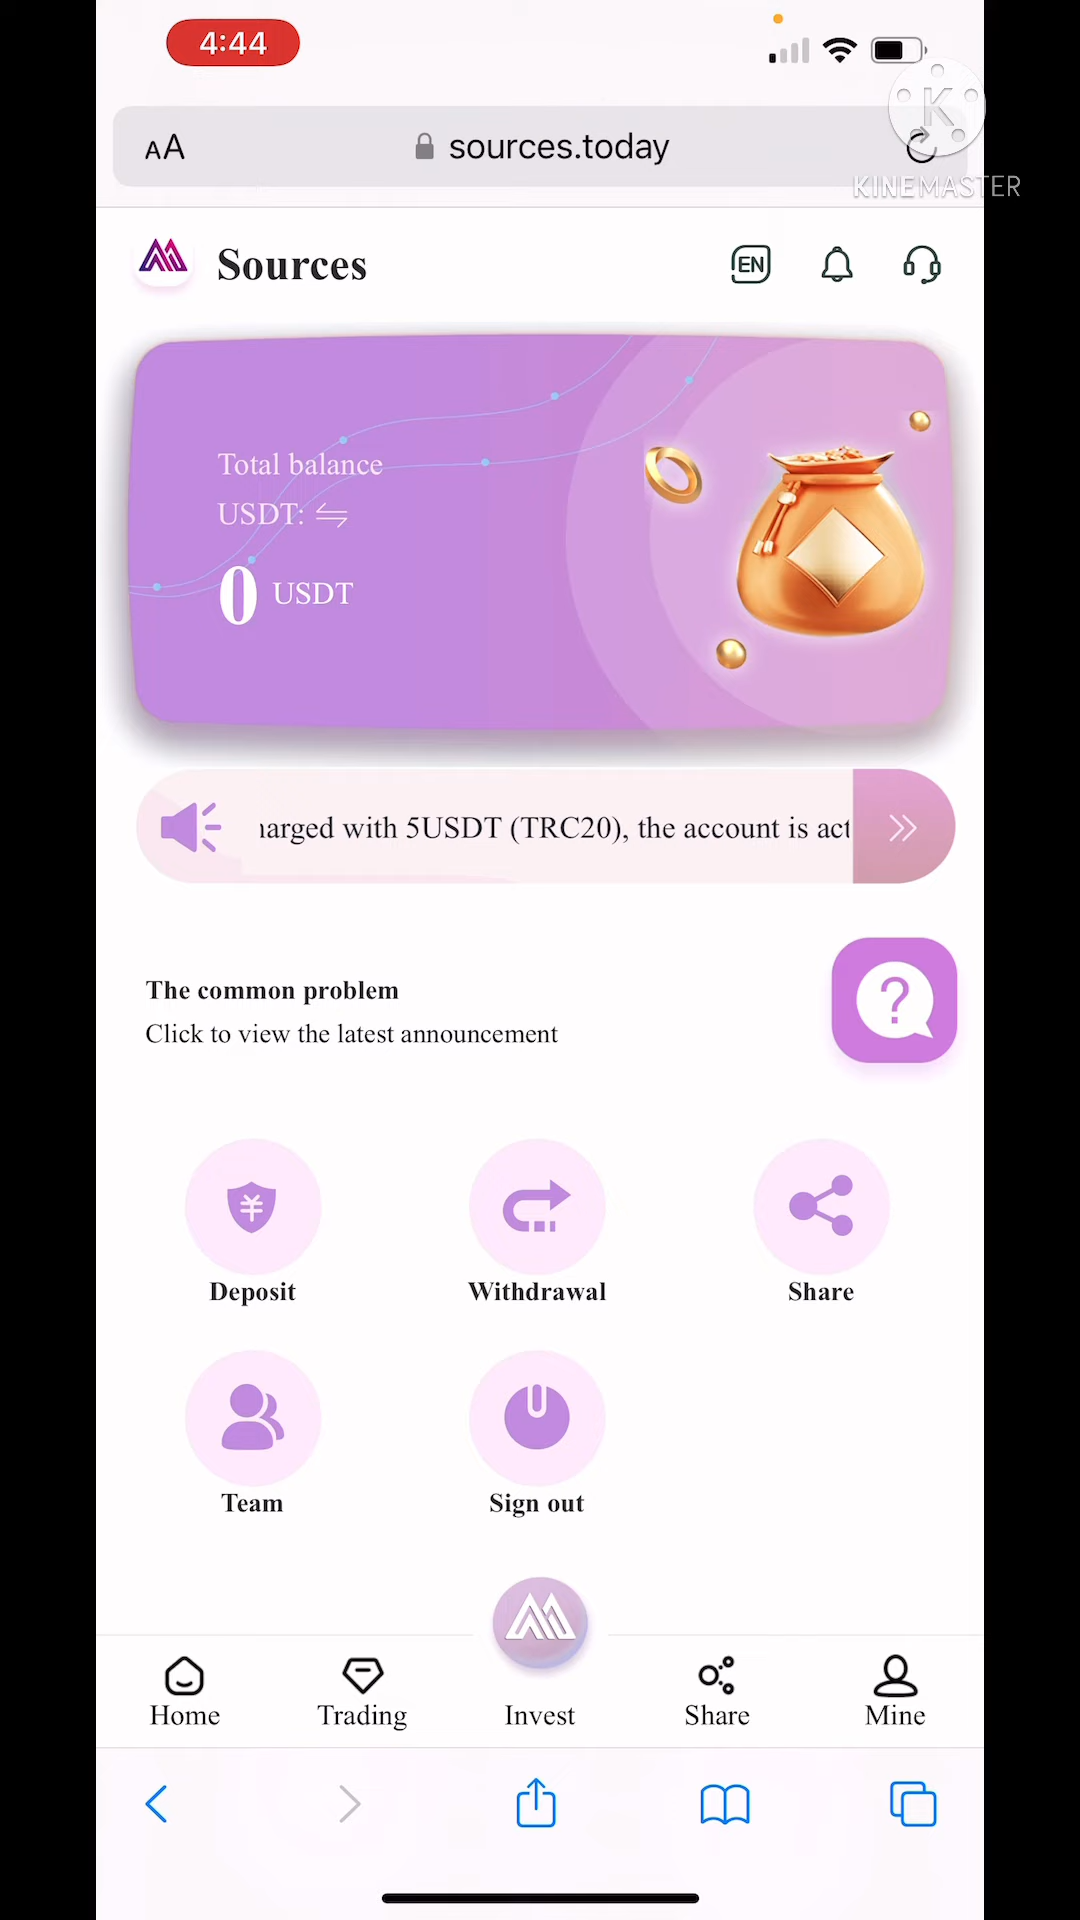 4:44
AA
sources.today
K
KINEMASTER
Sources
EN
Total balance
USDT:
0 USDT
harged with 5USDT (TRC20), the account is act
The common problem
Click to view the latest announcement
?
¥
Deposit
Withdrawal
Share
Team
Sign out
Home
Trading
Invest
Share
Mine